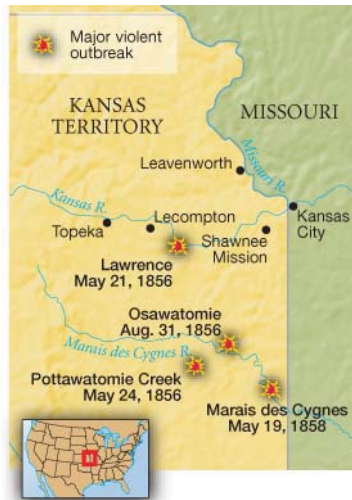 Major violent
outbreak
KANSAS
TERRITORY
MISSOURI
Leavenworth
Missouri R.
Kansas R.
Lecompton
Kansas
City
Topeka
Shawnee
Mission
Lawrence
May 21, 1856
Osawatomie
Aug. 31, 1856
Marais des Cygnes R.
Pottawatomie Creek
May 24, 1856
Marais des Cygnes
May 19, 1858